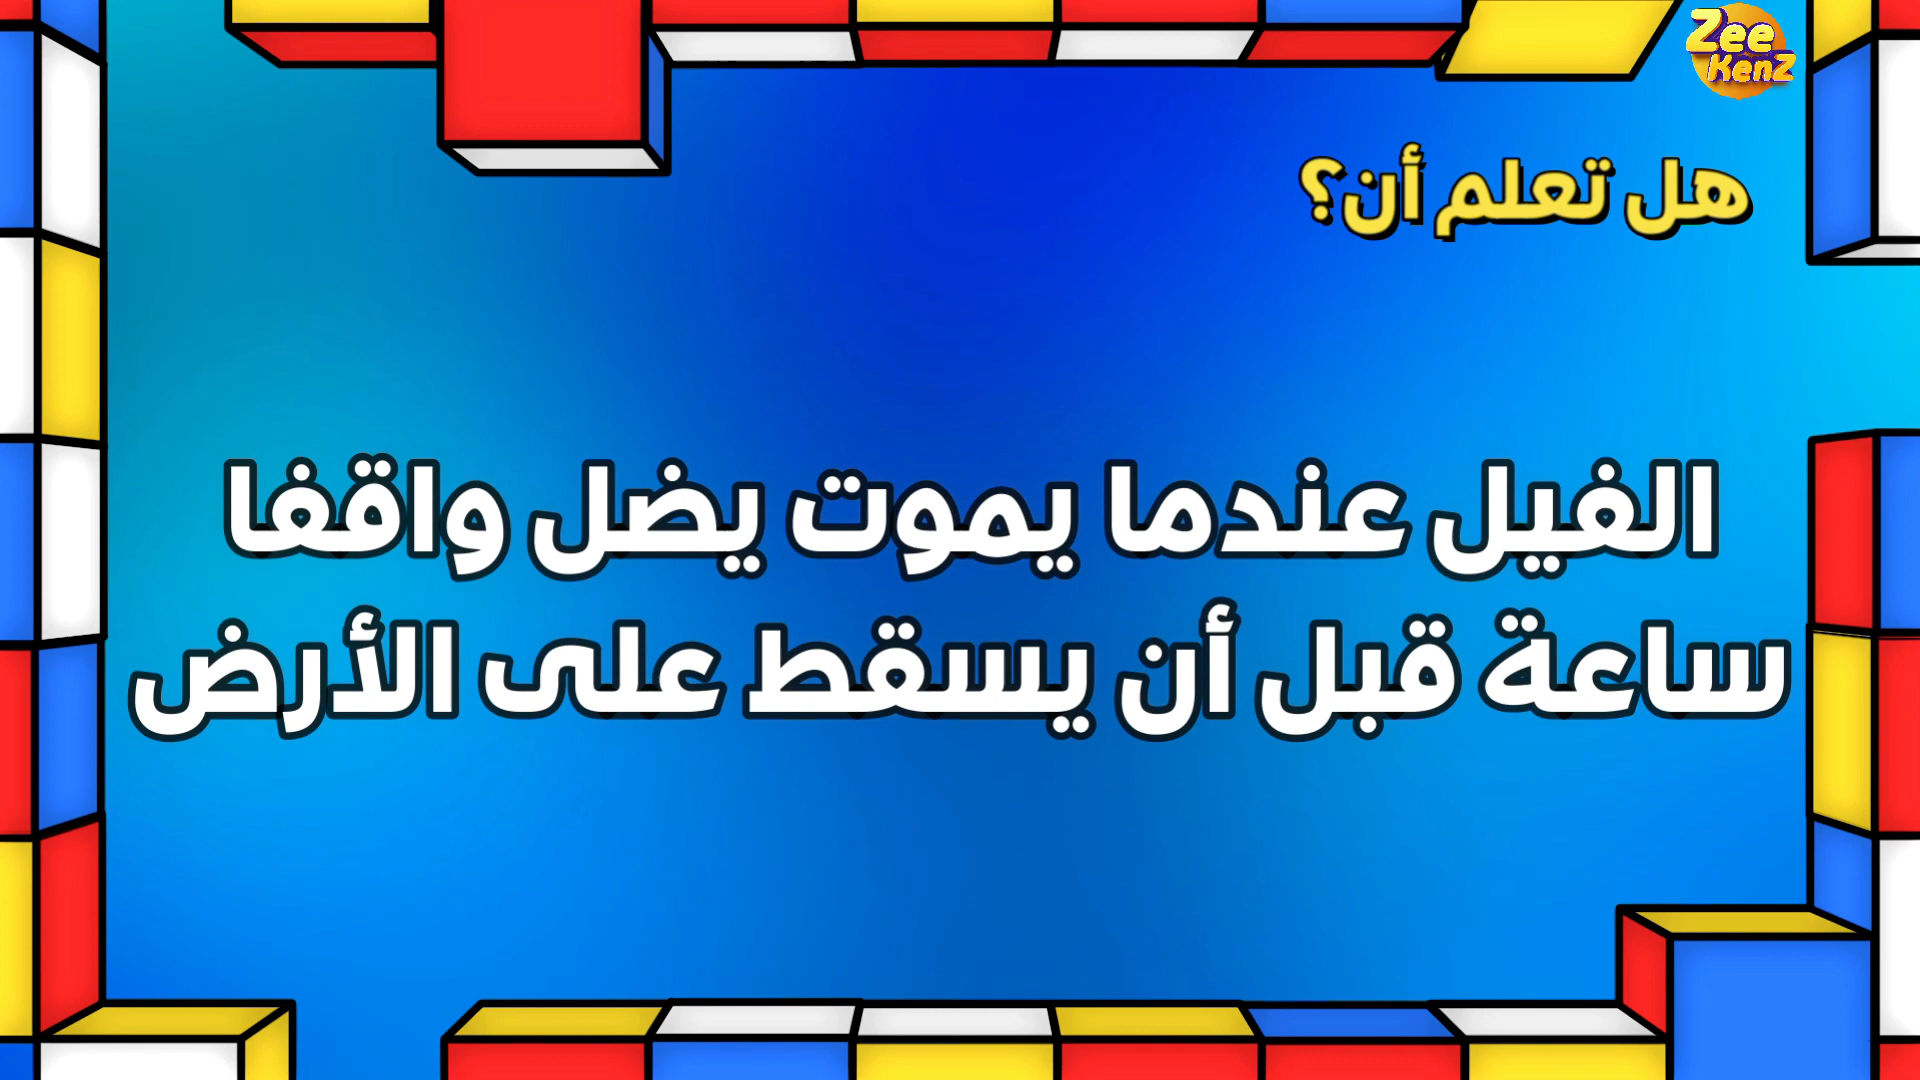 Zee
KenZ
هل تعلم أن؟
الفيل عندما يموت يضل واقفا
ساعة قبل أن يسقط على الأرض